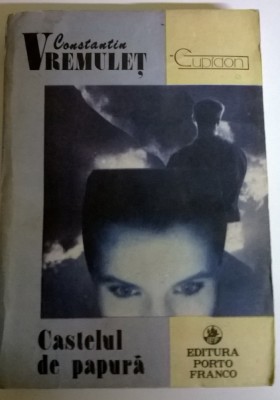 Constantin
VREMULEȚ
Cupidon
Castelul
de papură
EDITURA
PORTO
FRANCO